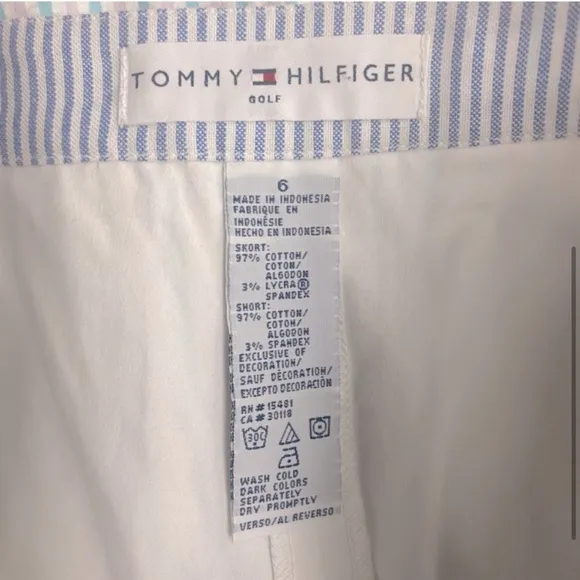 TOMMY HILFIGER
GOLF
6
MADE IN INDONESIA
FABRIQUE EN
INDONÉSIE
HECHO EN INDONESIA
SKORT:
97% COTTON/
COTON/
ALGODON
3% LYCRA®
SPANDEX
SHORT:
97% COTTON/
COTON/
ALGODON
3% SPANDEX
EXCLUSIVE OF
DECORATION/
SAUF DÉCORATION/
EXCEPTO DECORACIÓN
RN# 15481
CA# 30118
30C
WASH COLD
DARK COLORS
SEPARATELY
DRY PROMPTLY
VERSO/AL REVERSO